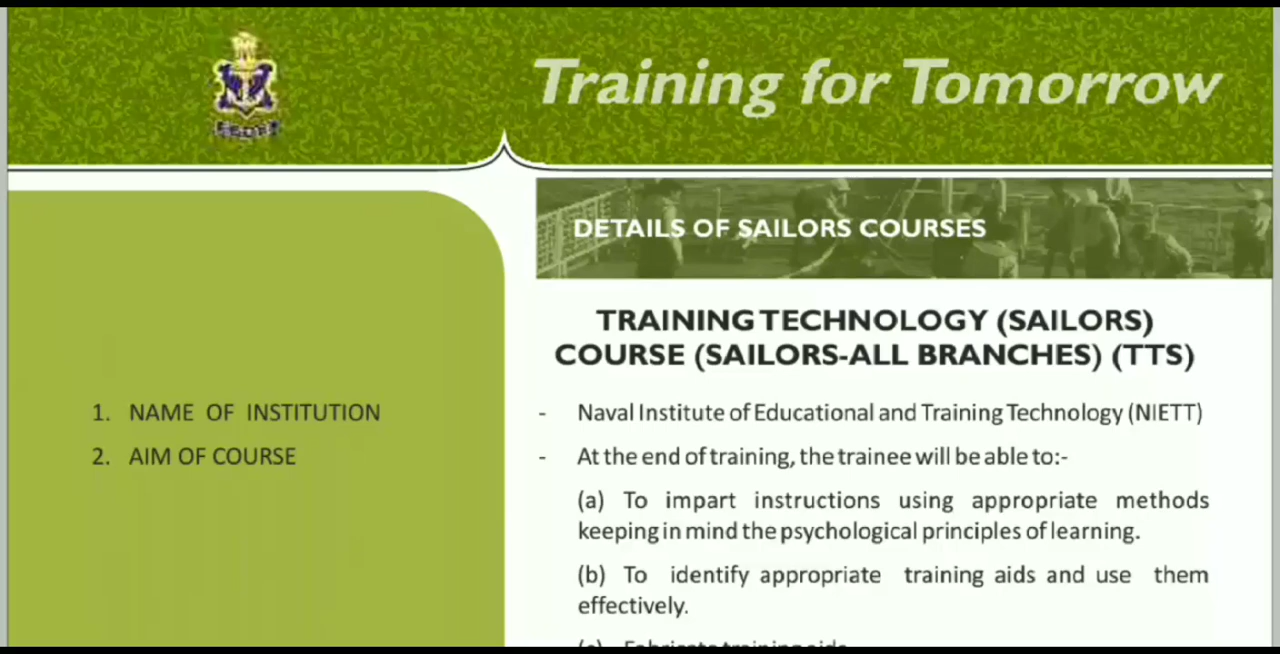 Training for Tomorrow
DETAILS OF SAILORS COURSES
TRAINING TECHNOLOGY (SAILORS)
COURSE (SAILORS-ALL BRANCHES) (TTS)
1. NAME OF INSTITUTION - Naval Institute of Educational and Training Technology (NIETT)
2. AIM OF COURSE - At the end of training, the trainee will be able to:-
(a) To impart instructions using appropriate methods
keeping in mind the psychological principles of learning.
(b) To identify appropriate training aids and use them
effectively.